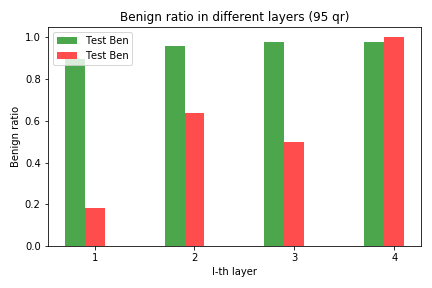 Benign ratio in different layers (95 qr)
Test Ben
Test Ben
Benign ratio
1.0
0.8
0.6
0.4
0.2
0.0
1 2 3 4
l-th layer